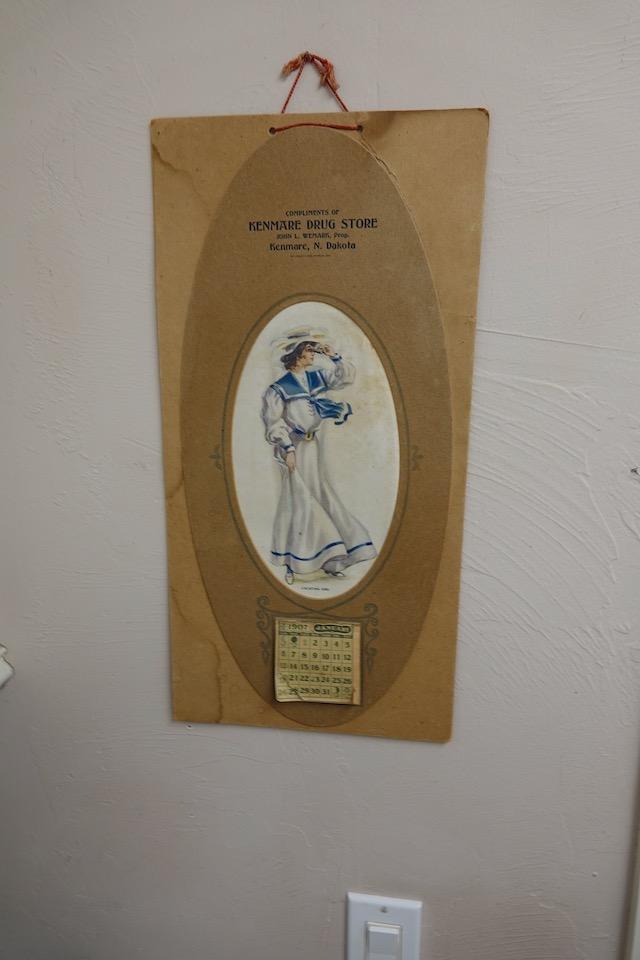 COMPLIMENTS OF
KENMARE DRUG STORE
JOHN L. WEMARK, Prop.
Kenmare, N. Dakota
YACHTING GIRL
1907 JANUARY
1 2 3 4 5
6 7 8 9 10 11 12
13 14 15 16 17 18 19
21 22 23 24 25 26
28 29 30 31